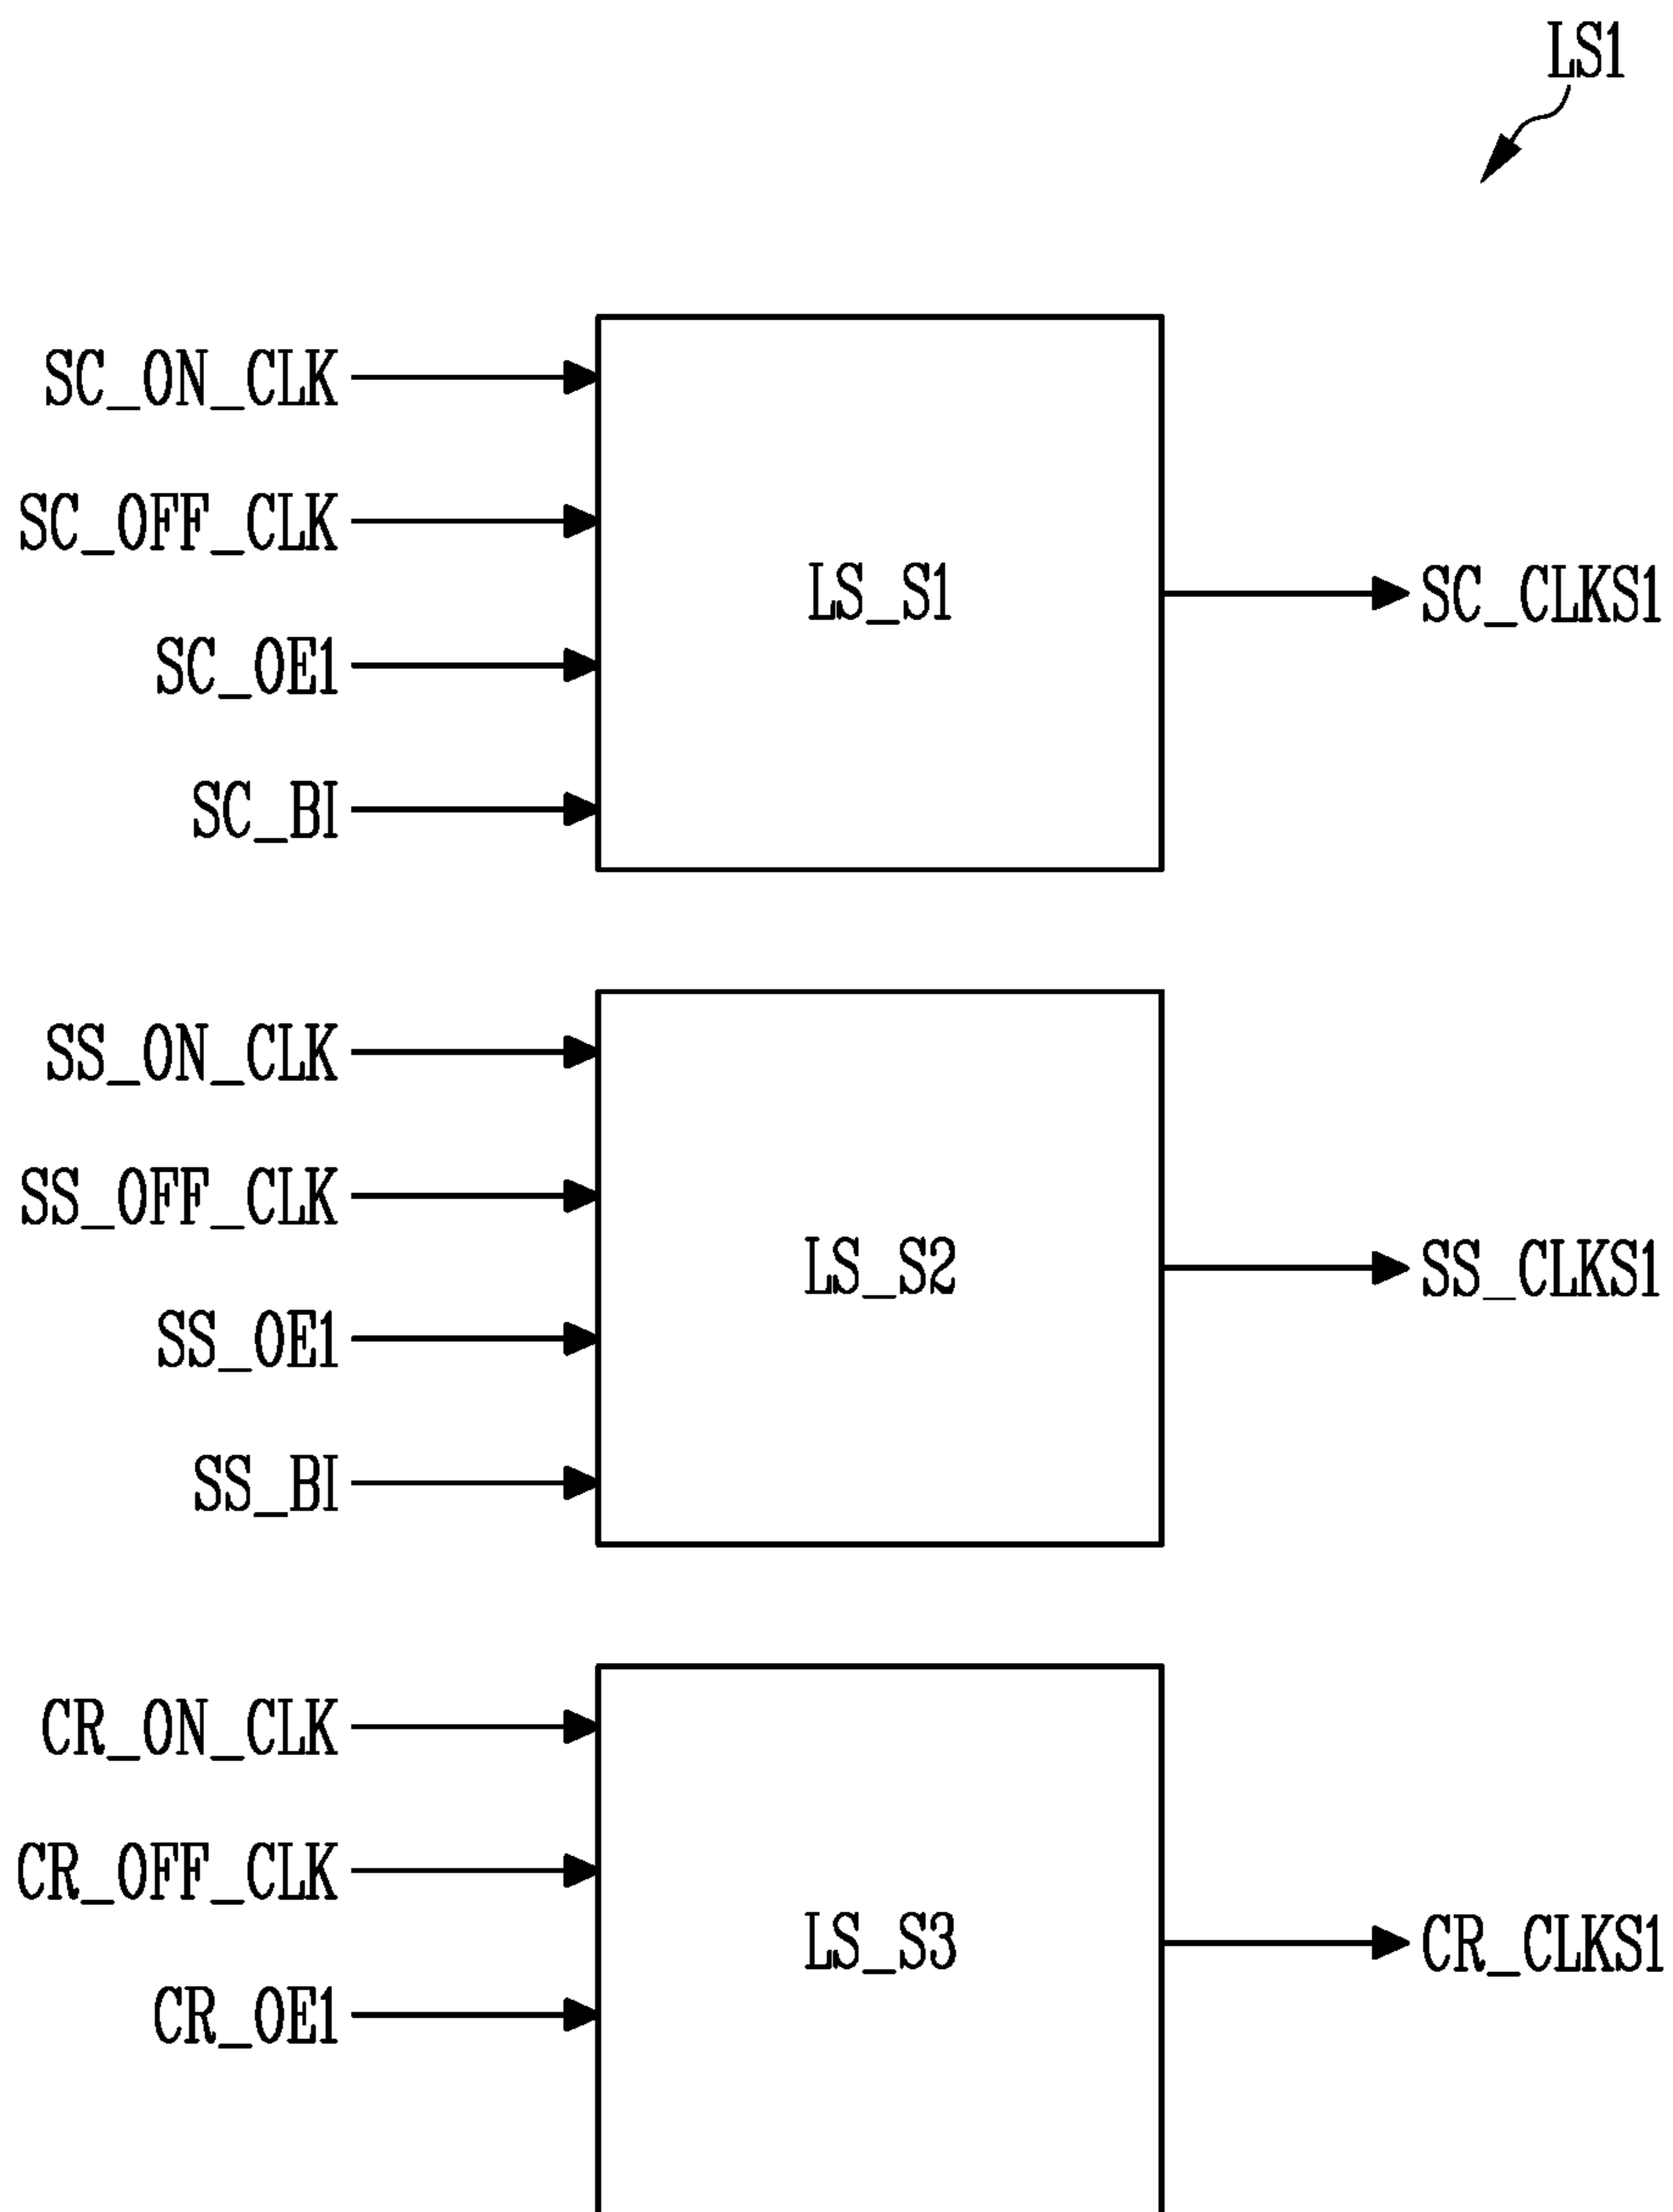 LS1
SC_ON_CLK
SC_OFF_CLK
SC_OE1
SC_BI
LS_S1
SC_CLKS1
SS_ON_CLK
SS_OFF_CLK
SS_OE1
SS_BI
LS_S2
SS_CLKS1
CR_ON_CLK
CR_OFF_CLK
CR_OE1
LS_S3
CR_CLKS1